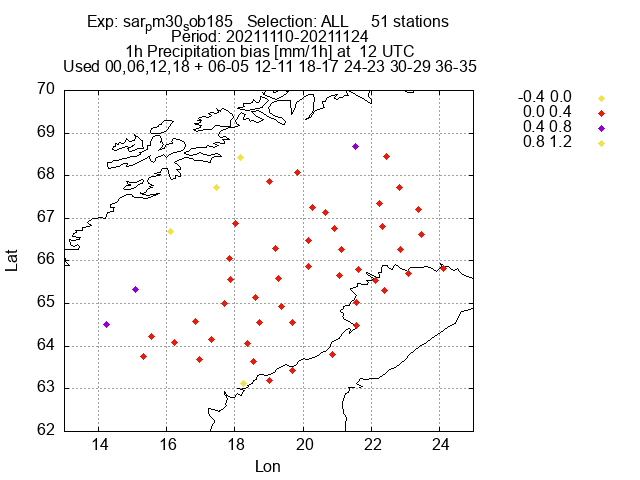 Exp: sarpm30sob185 Selection: ALL 51 stations
Period: 20211110-20211124
1h Precipitation bias [mm/1h] at 12 UTC
Used 00,06,12,18 + 06-05 12-11 18-17 24-23 30-29 36-35
-0.4 0.0
0.0 0.4
0.4 0.8
0.8 1.2
70
69
68
67
66
65
64
63
62
Lat
14 16 18 20 22 24
Lon